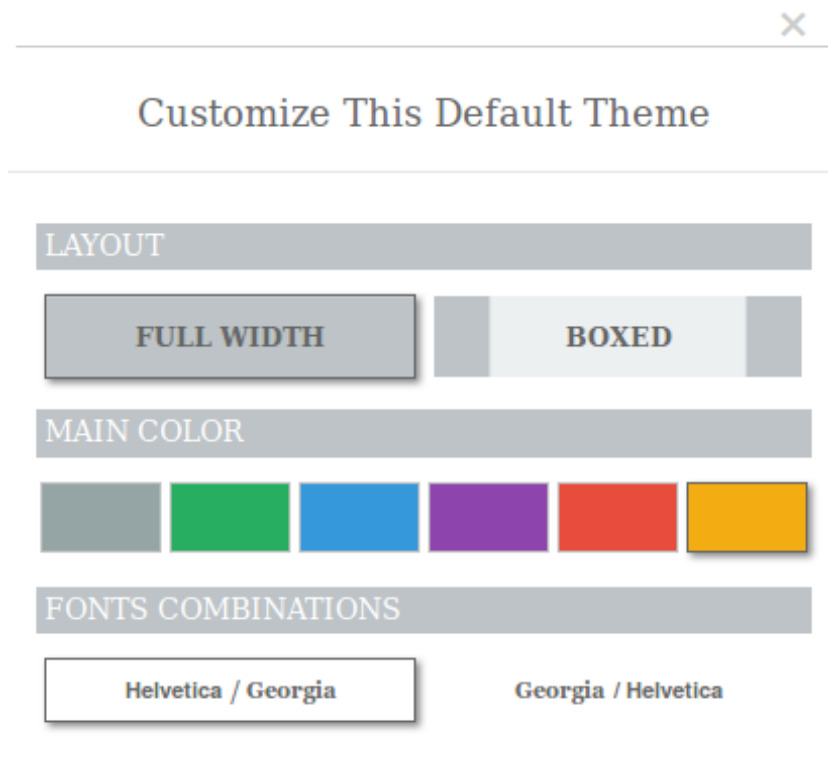 Customize This Default Theme
LAYOUT
FULL WIDTH
BOXED
MAIN COLOR
FONTS COMBINATIONS
Helvetica / Georgia
Georgia / Helvetica